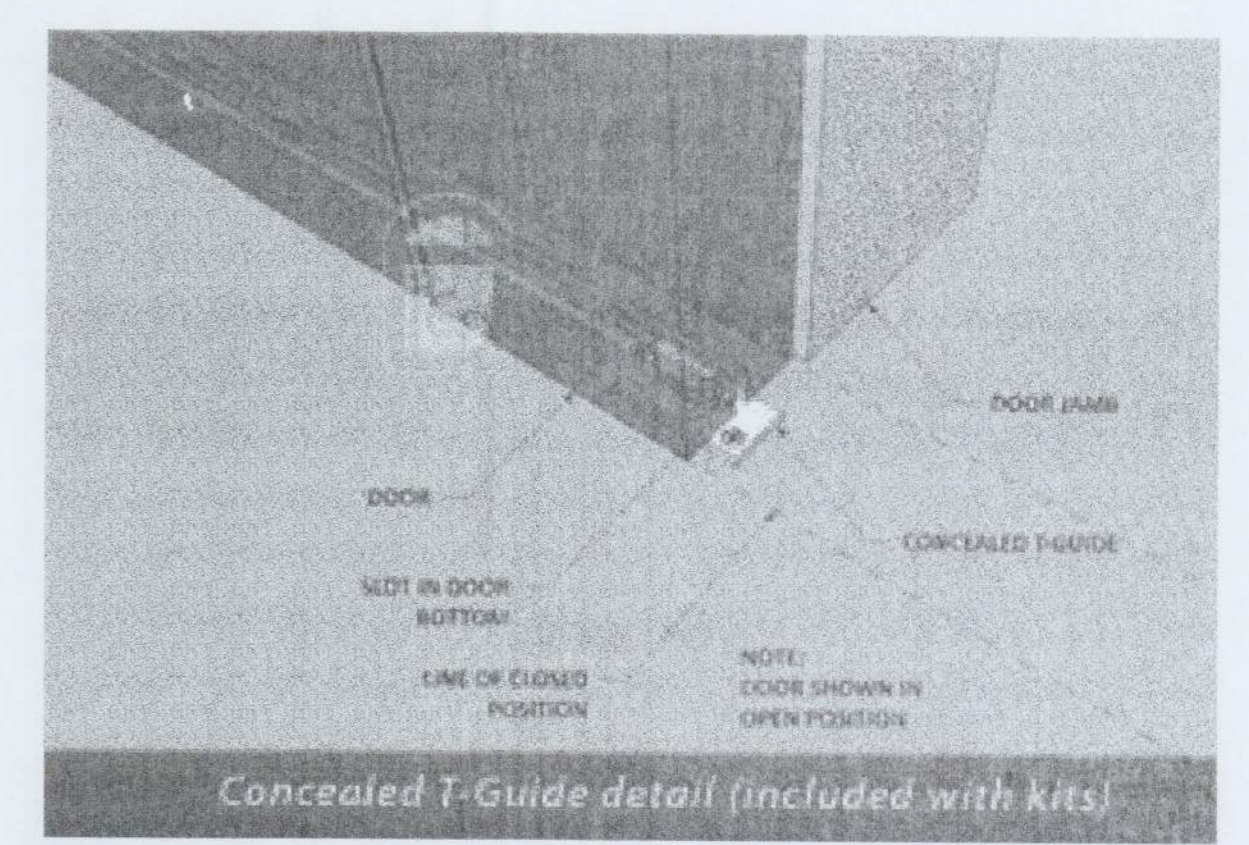 DOOR JAMB
DOOR
CONCEALED T-GUIDE
SLOT IN DOOR
BOTTOM
LINE OF CLOSED
POSITION
NOTE:
DOOR SHOWN IN
OPEN POSITION
Concealed T-Guide detail (included with kits)